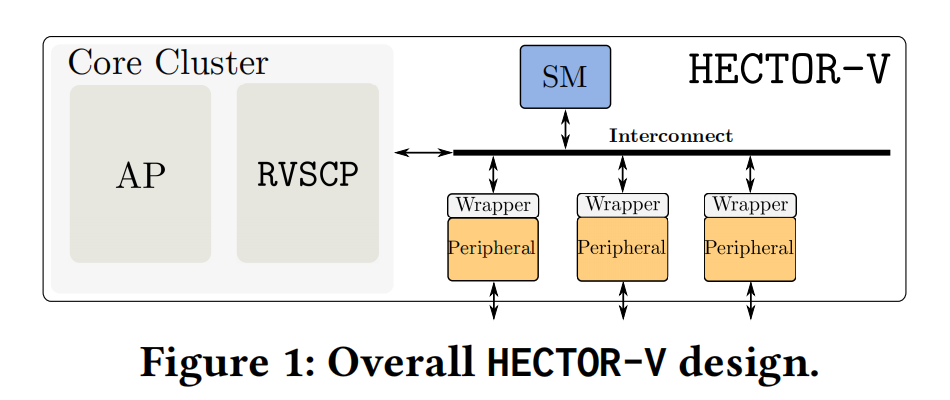 Core Cluster
SM
HECTOR-V
Interconnect
AP
RVSCP
Wrapper Wrapper Wrapper
Peripheral Peripheral Peripheral
Figure 1: Overall HECTOR-V design.